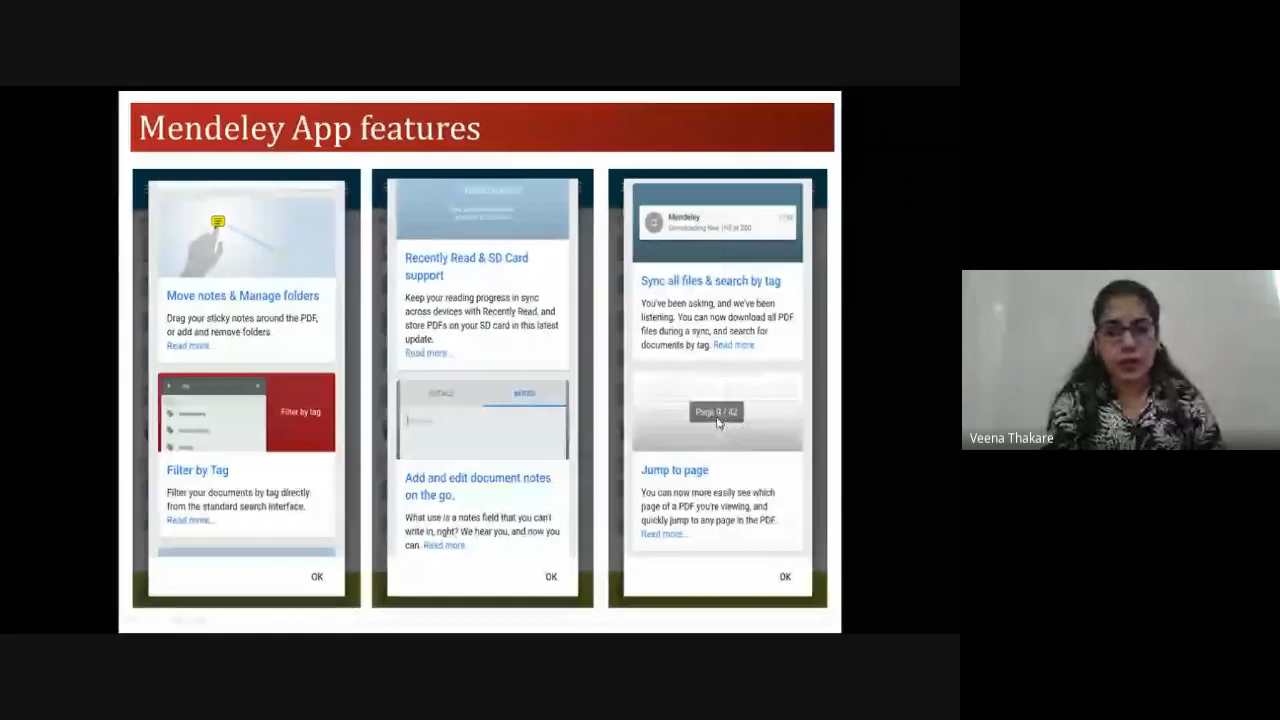 Mendeley App features
Move notes & Manage folders
Drag your sticky notes around the PDF,
or add and remove folders
Read more...
Filter by tag
Filter by Tag
Filter your documents by tag directly
from the standard search interface.
Read more...
OK
Recently Read & SD Card
support
Keep your reading progress in sync
across devices with Recently Read, and
store PDFs on your SD card in this latest
update.
Read more...
DETAILS NOTES
Add and edit document notes
on the go.
What use is a notes field that you can't
write in, right? We hear you, and now you
can. Read more
OK
Mendeley
Downloading files
Sync all files & search by tag
You've been asking, and we've been
listening. You can now download all PDF
files during a sync, and search for
documents by tag. Read more
Page 9 / 42
Jump to page
You can now more easily see which
page of a PDF you're viewing, and
quickly jump to any page in the PDF.
Read more...
OK
Veena Thakare